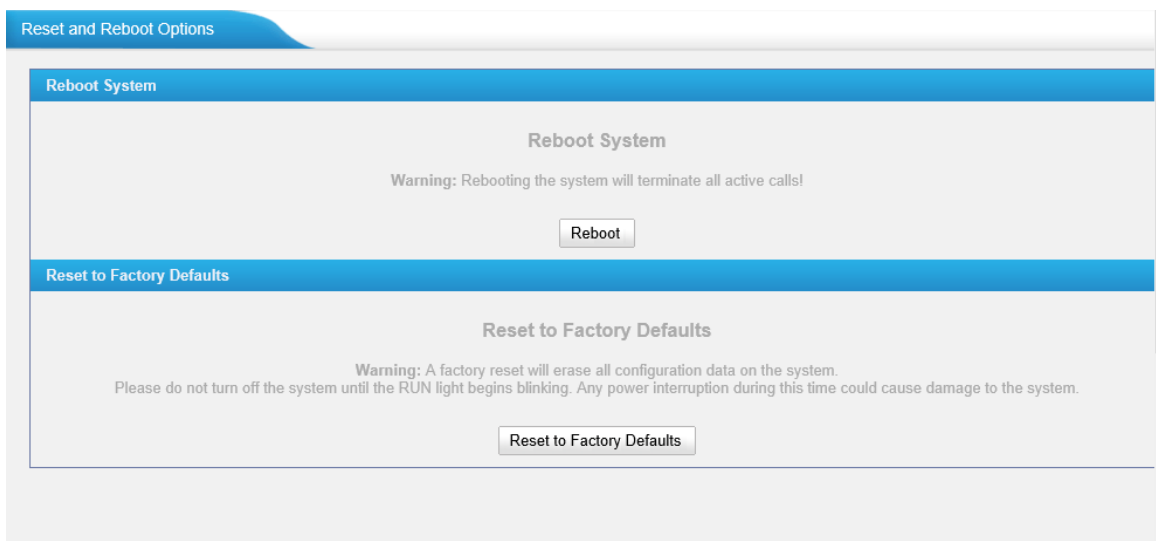 Reset and Reboot Options
Reboot System
Reboot System
Warning: Rebooting the system will terminate all active calls!
Reboot
Reset to Factory Defaults
Reset to Factory Defaults
Warning: A factory reset will erase all configuration data on the system.
Please do not turn off the system until the RUN light begins blinking. Any power interruption during this time could cause damage to the system.
Reset to Factory Defaults